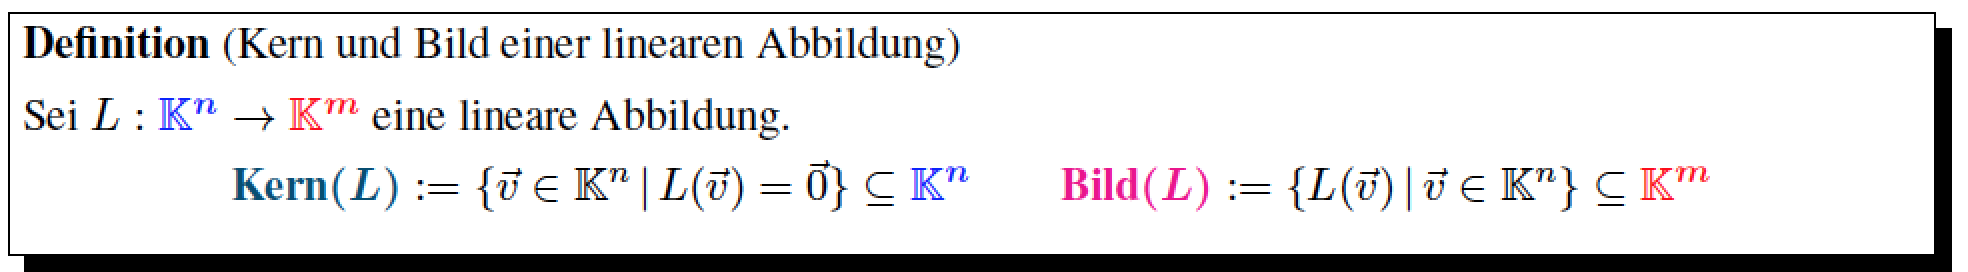 Definition (Kern und Bild einer linearen Abbildung)
Sei L : 𝕂ⁿ → 𝕂ᵐ eine lineare Abbildung.
Kern(L) := {v⃗ ∈ 𝕂ⁿ | L(v⃗) = 0⃗} ⊆ 𝕂ⁿ Bild(L) := {L(v⃗) | v⃗ ∈ 𝕂ⁿ} ⊆ 𝕂ᵐ